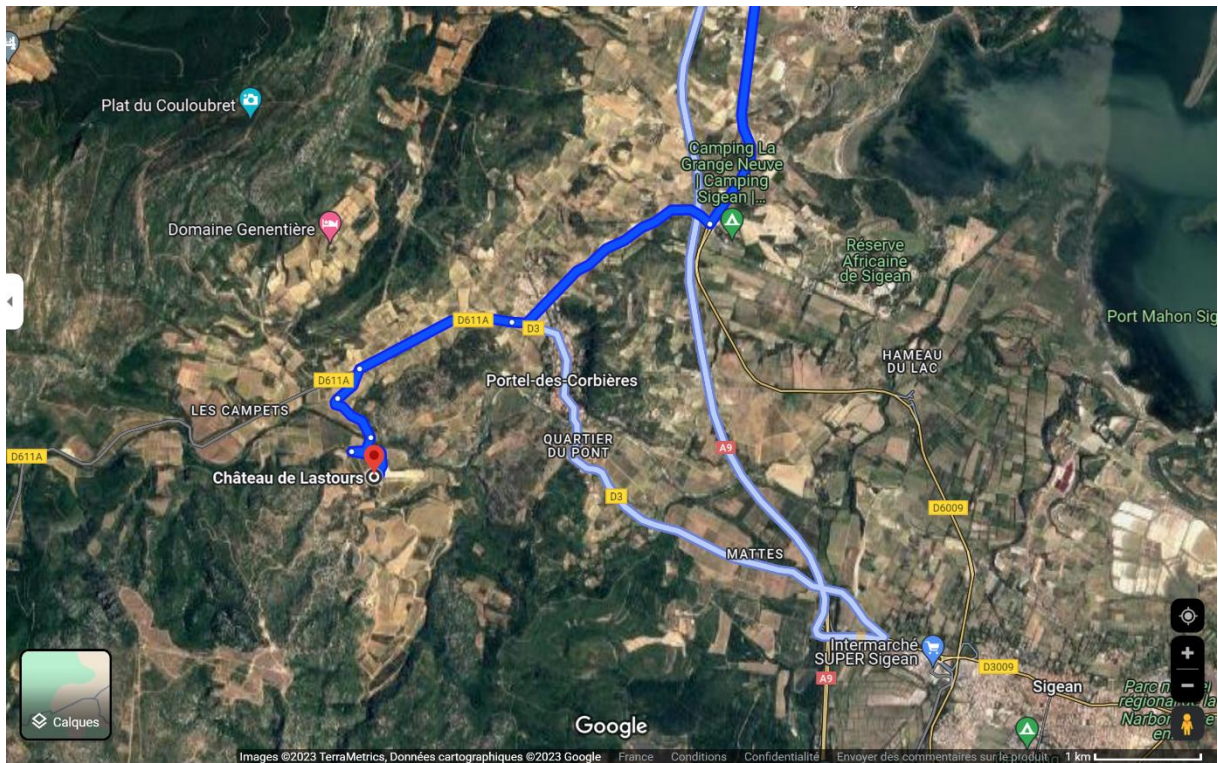 Plat du Couloubret
Camping La
Grange Neuve
| Camping
Sigean |...
Domaine Genentière
Réserve
Africaine
de Sigean
Port Mahon Sig
D611A
D3
HAMEAU
DU LAC
D611A
Portel-des-Corbières
LES CAMPETS
QUARTIER
DU PONT
A9
D611A
Château de Lastours
D3
D6009
MATTES
Intermarché
SUPER Sigean
D3009
A9
Sigean
Calques
Google
Images ©2023 TerraMetrics, Données cartographiques ©2023 Google France Conditions Confidentialité Envoyer des commentaires sur le produit 1 km